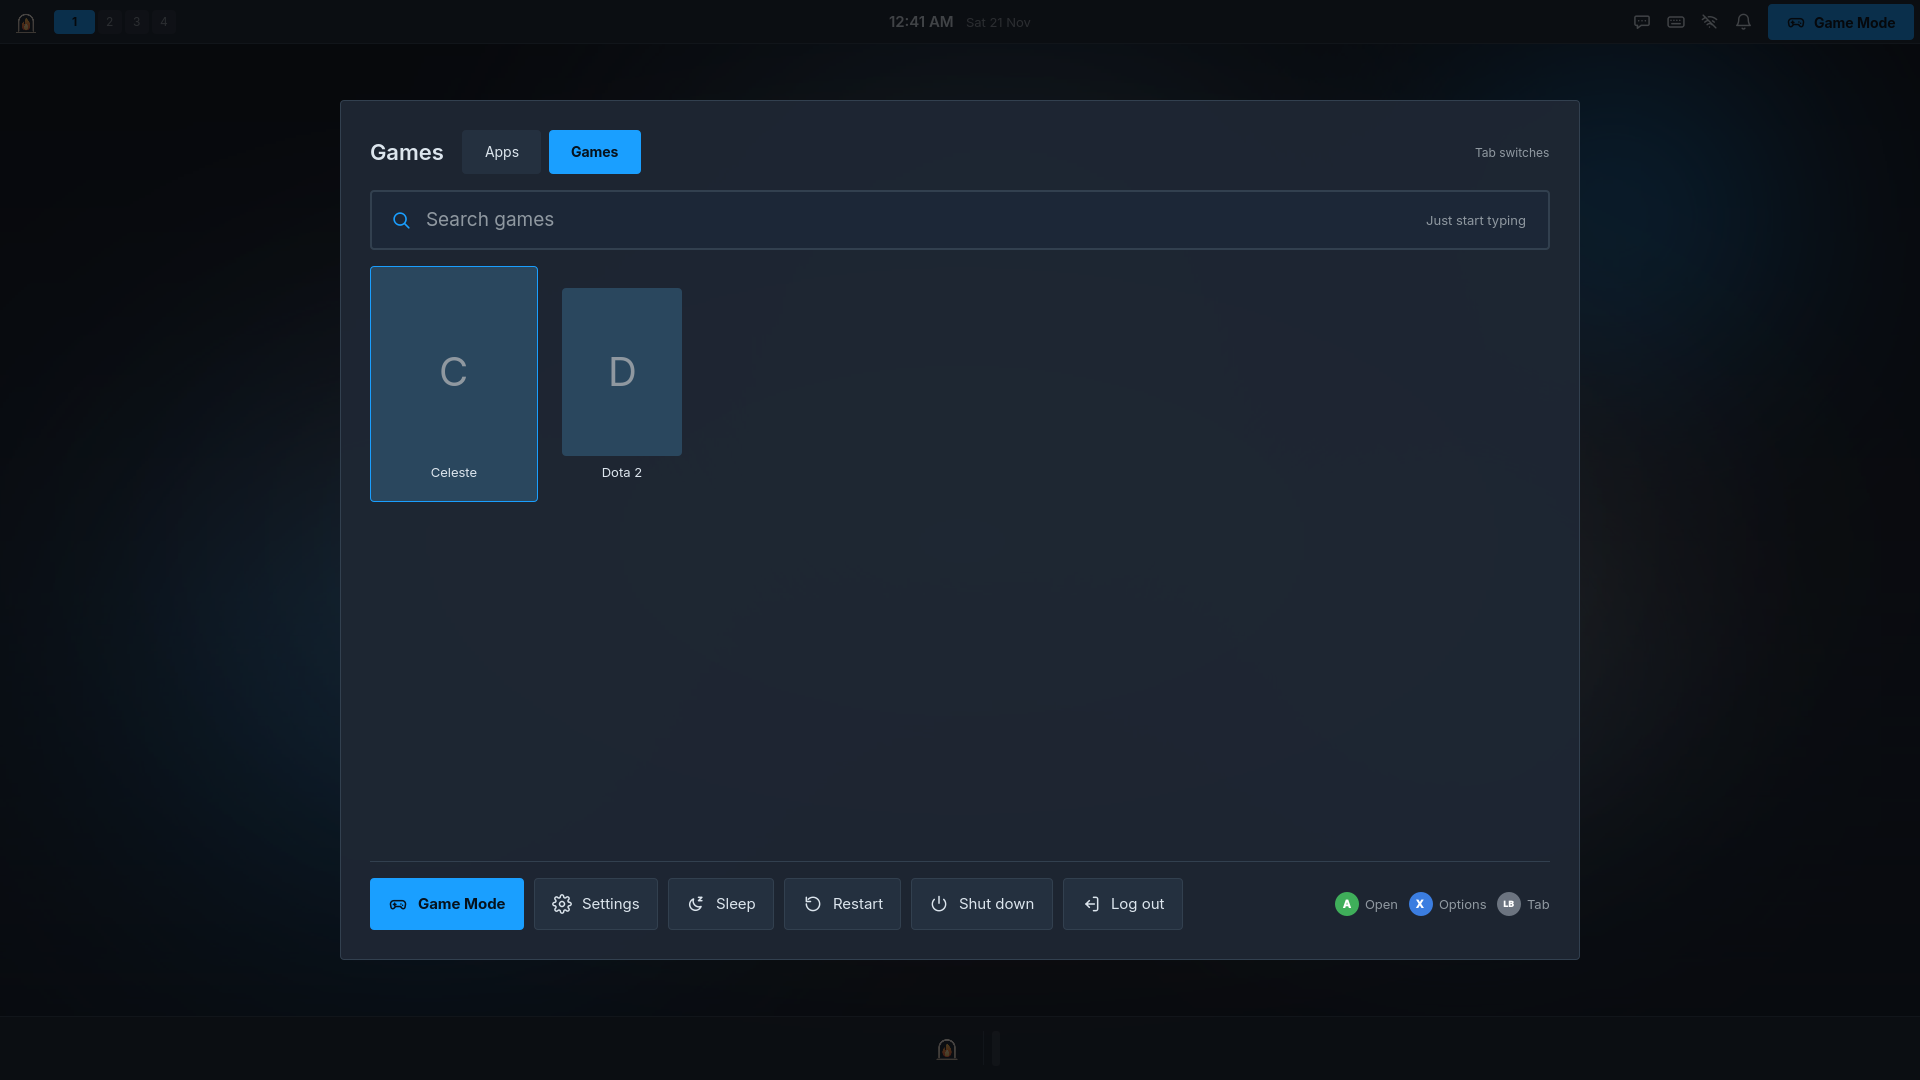 1 2 3 4
12:41 AM Sat 21 Nov
Game Mode
Games Apps Games Tab switches
Search games Just start typing
C D
Celeste Dota 2
Game Mode Settings Sleep Restart Shut down Log out A Open X Options LB Tab